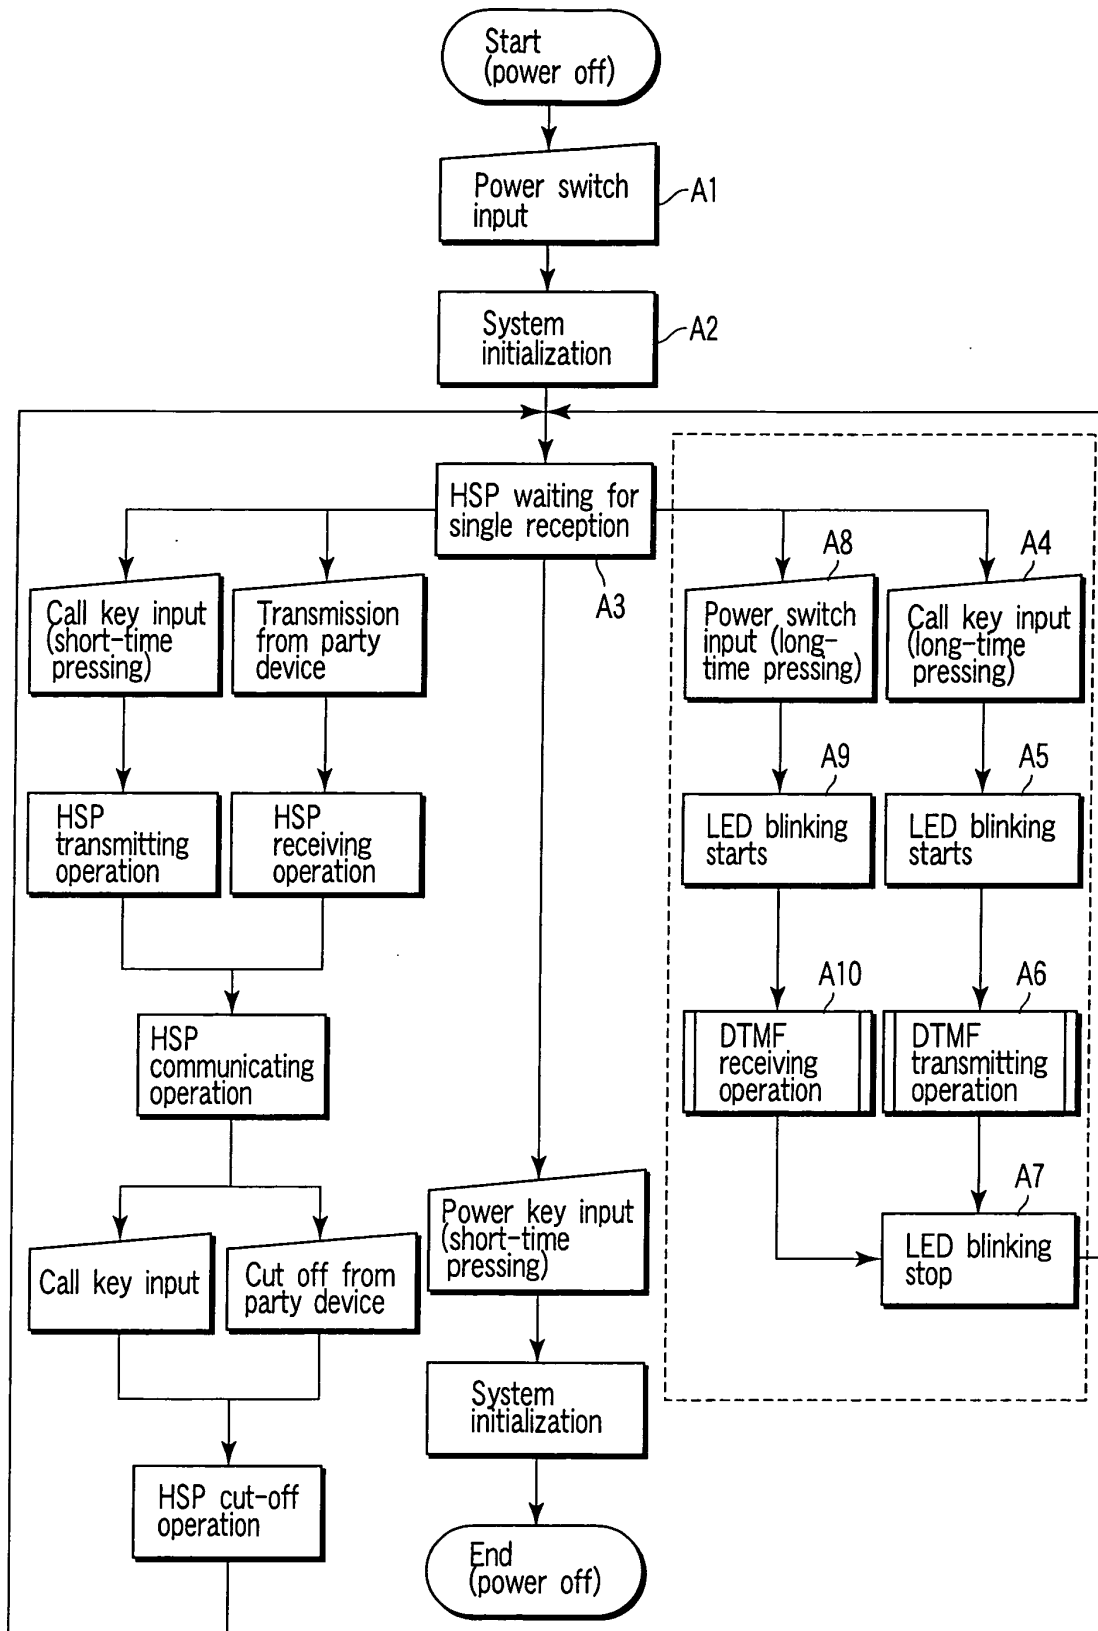 Start
(power off)
Power switch
input
A1
System
initialization
A2
HSP waiting for
single reception
A3
Call key input
(short-time
pressing)
Transmission
from party
device
A8
Power switch
input (long-
time pressing)
A4
Call key input
(long-time
pressing)
HSP
transmitting
operation
HSP
receiving
operation
A9
LED blinking
starts
A5
LED blinking
starts
HSP
communicating
operation
A10
DTMF
receiving
operation
A6
DTMF
transmitting
operation
Call key input
Cut off from
party device
Power key input
(short-time
pressing)
A7
LED blinking
stop
System
initialization
HSP cut-off
operation
End
(power off)